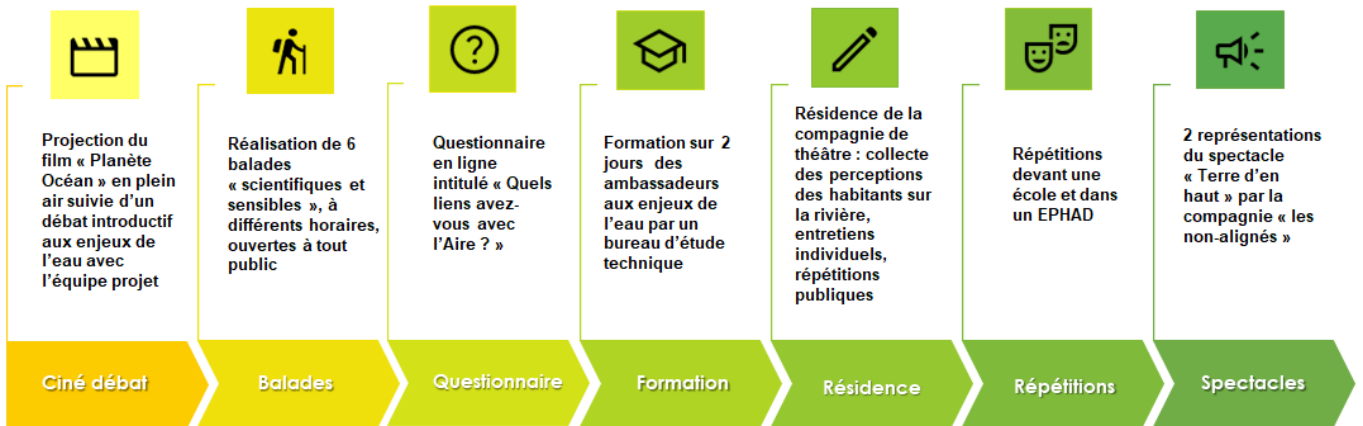 Projection du
film « Planète
Océan » en plein
air suivie d'un
débat introductif
aux enjeux de
l'eau avec
l'équipe projet
Réalisation de 6
balades
« scientifiques et
sensibles », à
différents horaires,
ouvertes à tout
public
Questionnaire
en ligne
intitulé « Quels
liens avez-
vous avec
l'Aire ? »
Formation sur 2
jours des
ambassadeurs
aux enjeux de
l'eau par un
bureau d'étude
technique
Résidence de la
compagnie de
théâtre : collecte
des perceptions
des habitants sur
la rivière,
entretiens
individuels,
répétitions
publiques
Répétitions
devant une
école et dans
un EPHAD
2 représentations
du spectacle
« Terre d'en
haut » par la
compagnie « les
non-alignés »
Ciné débat
Balades
Questionnaire
Formation
Résidence
Répétitions
Spectacles